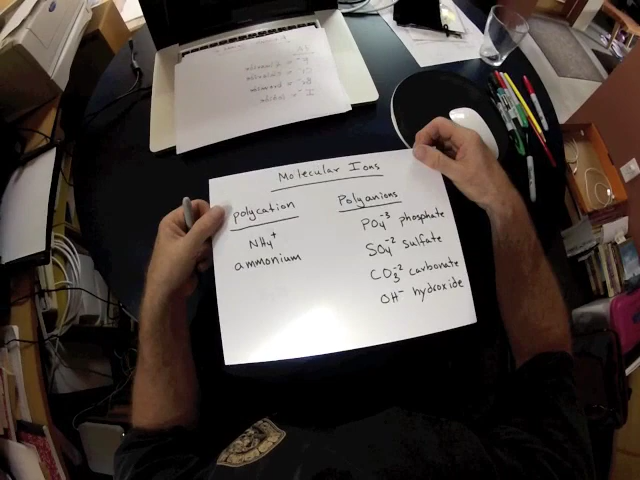 Molecular Ions
polycation
NH4+
ammonium
Polyanions
PO4-3 phosphate
SO4-2 sulfate
CO3-2 carbonate
OH- hydroxide